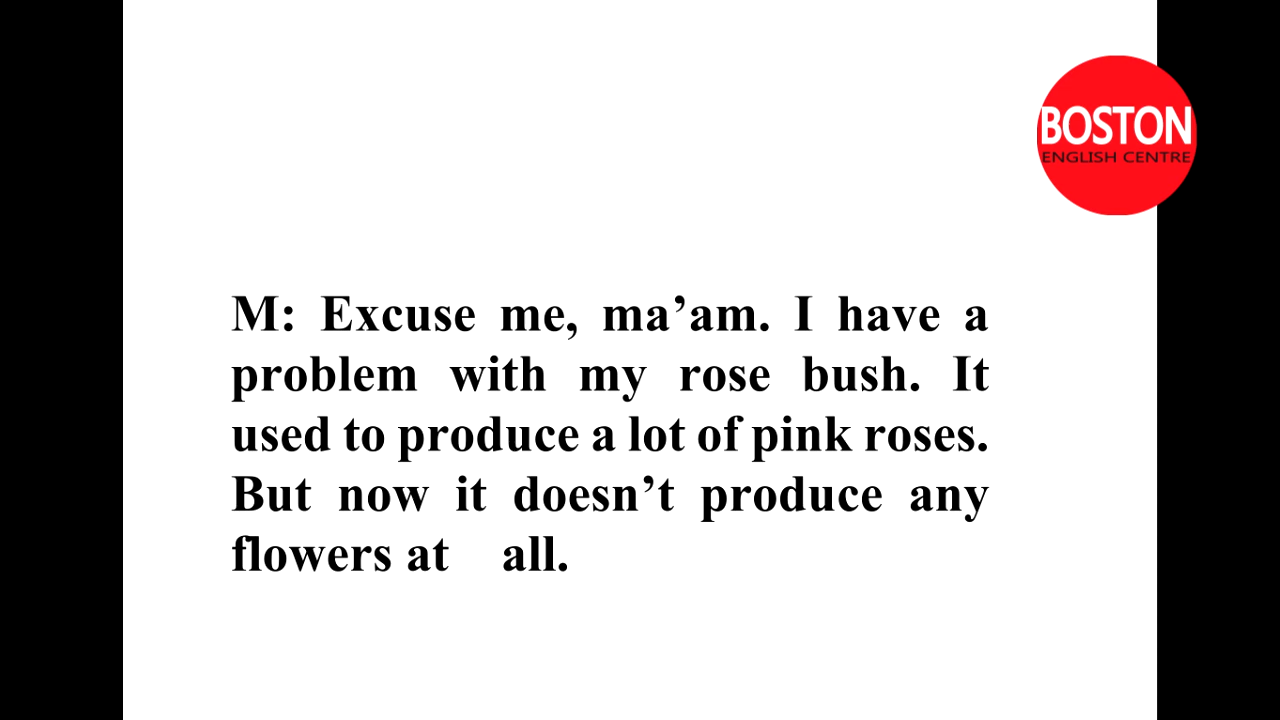 BOSTON
ENGLISH CENTRE
M: Excuse me, ma’am. I have a
problem with my rose bush. It
used to produce a lot of pink roses.
But now it doesn’t produce any
flowers at all.